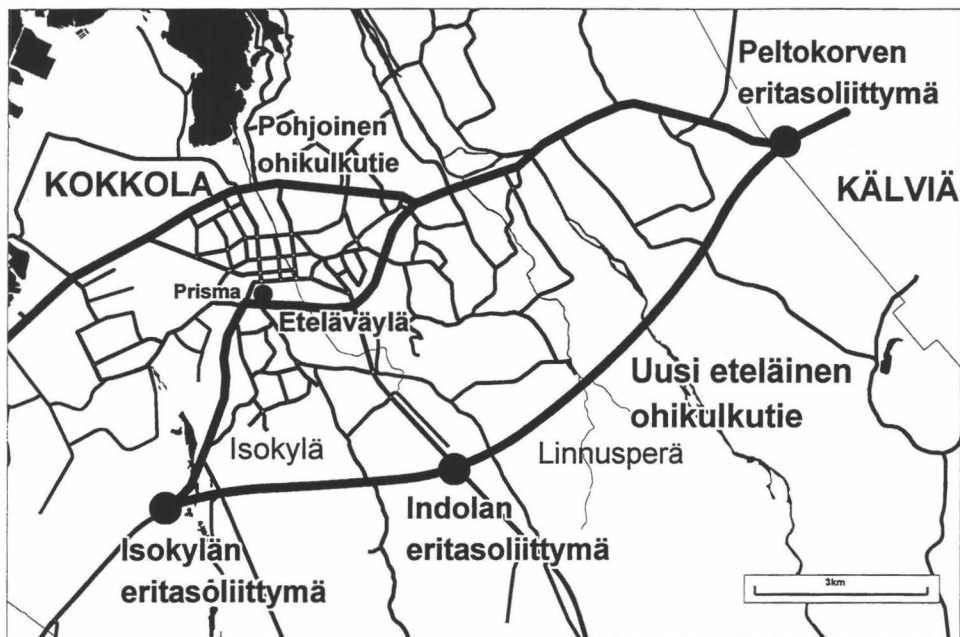 Peltokorven
eritasoliittymä
Pohjoinen
ohikulkutie
KOKKOLA
KÄLVIÄ
Prisma
Eteläväylä
Uusi eteläinen
ohikulkutie
Isokylä
Linnusperä
Indolan
eritasoliittymä
Isokylän
eritasoliittymä
3km